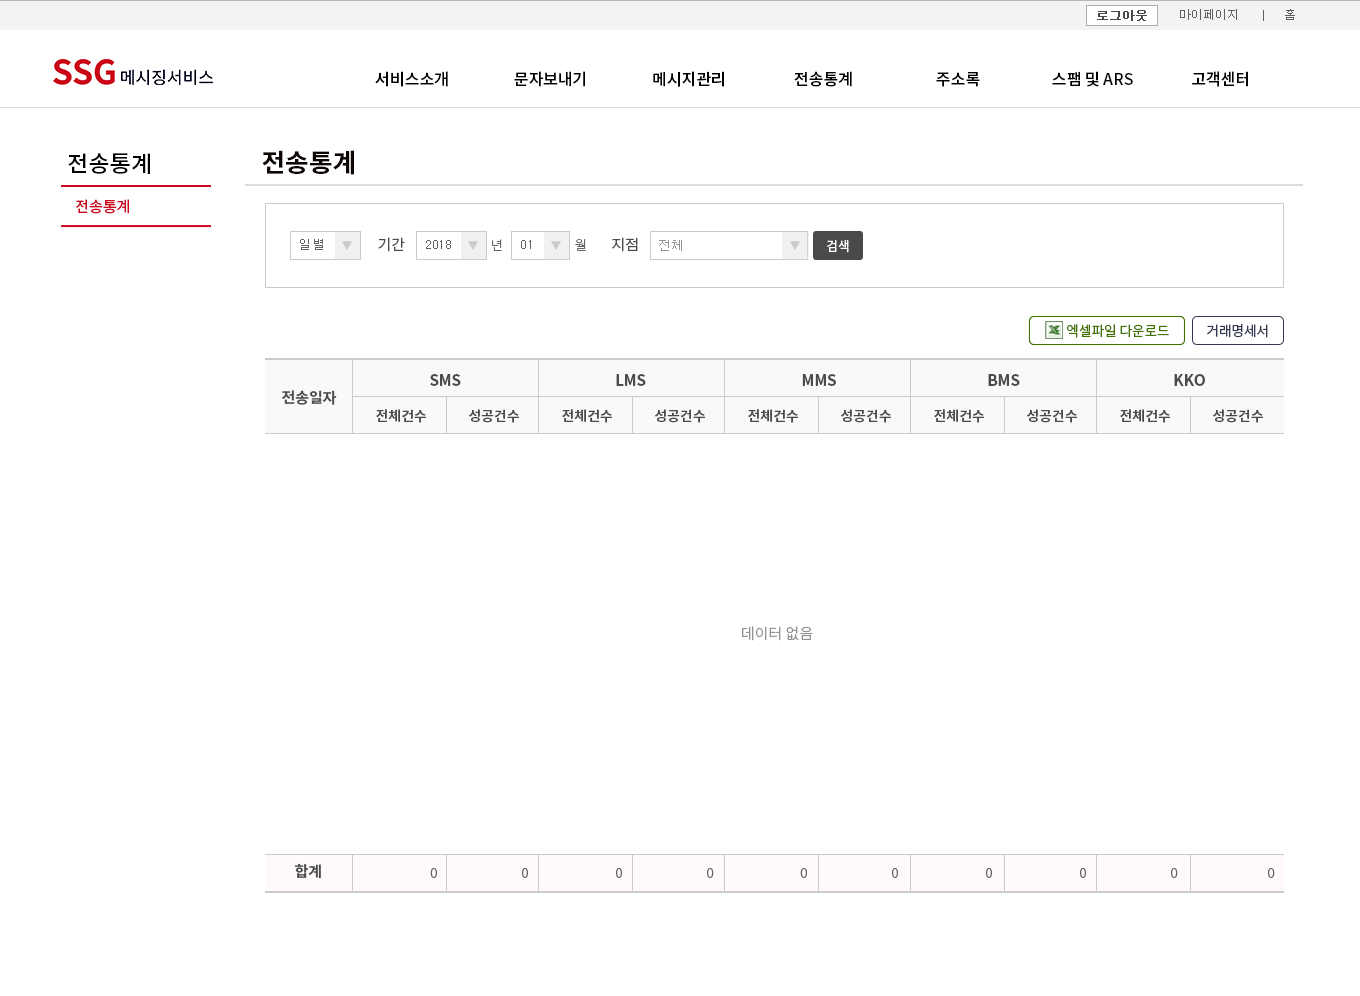 로그아웃 마이페이지 | 홈
SSG 메시징서비스 서비스소개 문자보내기 메시지관리 전송통계 주소록 스팸 및 ARS 고객센터
전송통계
전송통계
전송통계
일별 기간 2018 년 01 월 지점 전체 검색
엑셀파일 다운로드 거래명세서
전송일자 SMS LMS MMS BMS KKO
전체건수 성공건수 전체건수 성공건수 전체건수 성공건수 전체건수 성공건수 전체건수 성공건수
데이터 없음
합계 0 0 0 0 0 0 0 0 0 0